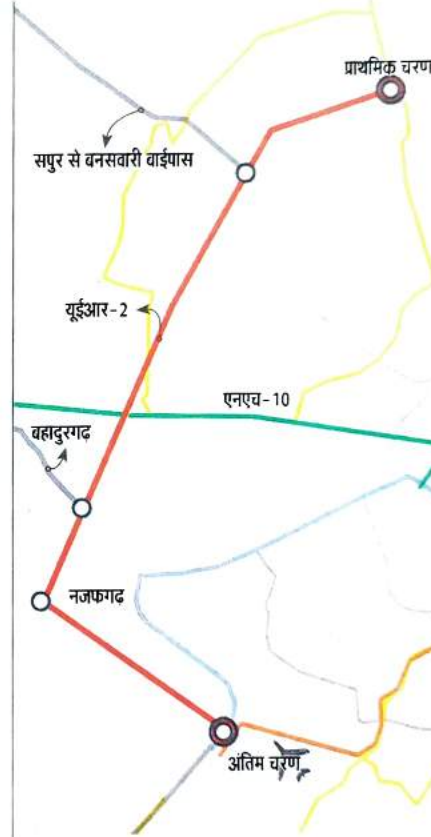 प्राथमिक चरण
सपुर से बनसवारी बाईपास
यूईआर-2
एनएच-10
बहादुरगढ़
नजफगढ़
अंतिम चरण